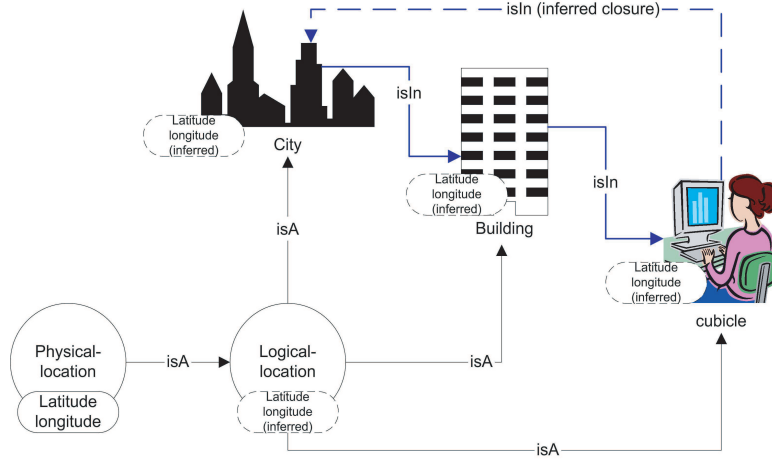 isIn (inferred closure)
isIn
Latitude
longitude
(inferred)
City
Latitude
longitude
(inferred)
isIn
Building
isA
Latitude
longitude
(inferred)
cubicle
Physical-
location
isA
Logical-
location
isA
Latitude
longitude
Latitude
longitude
(inferred)
isA